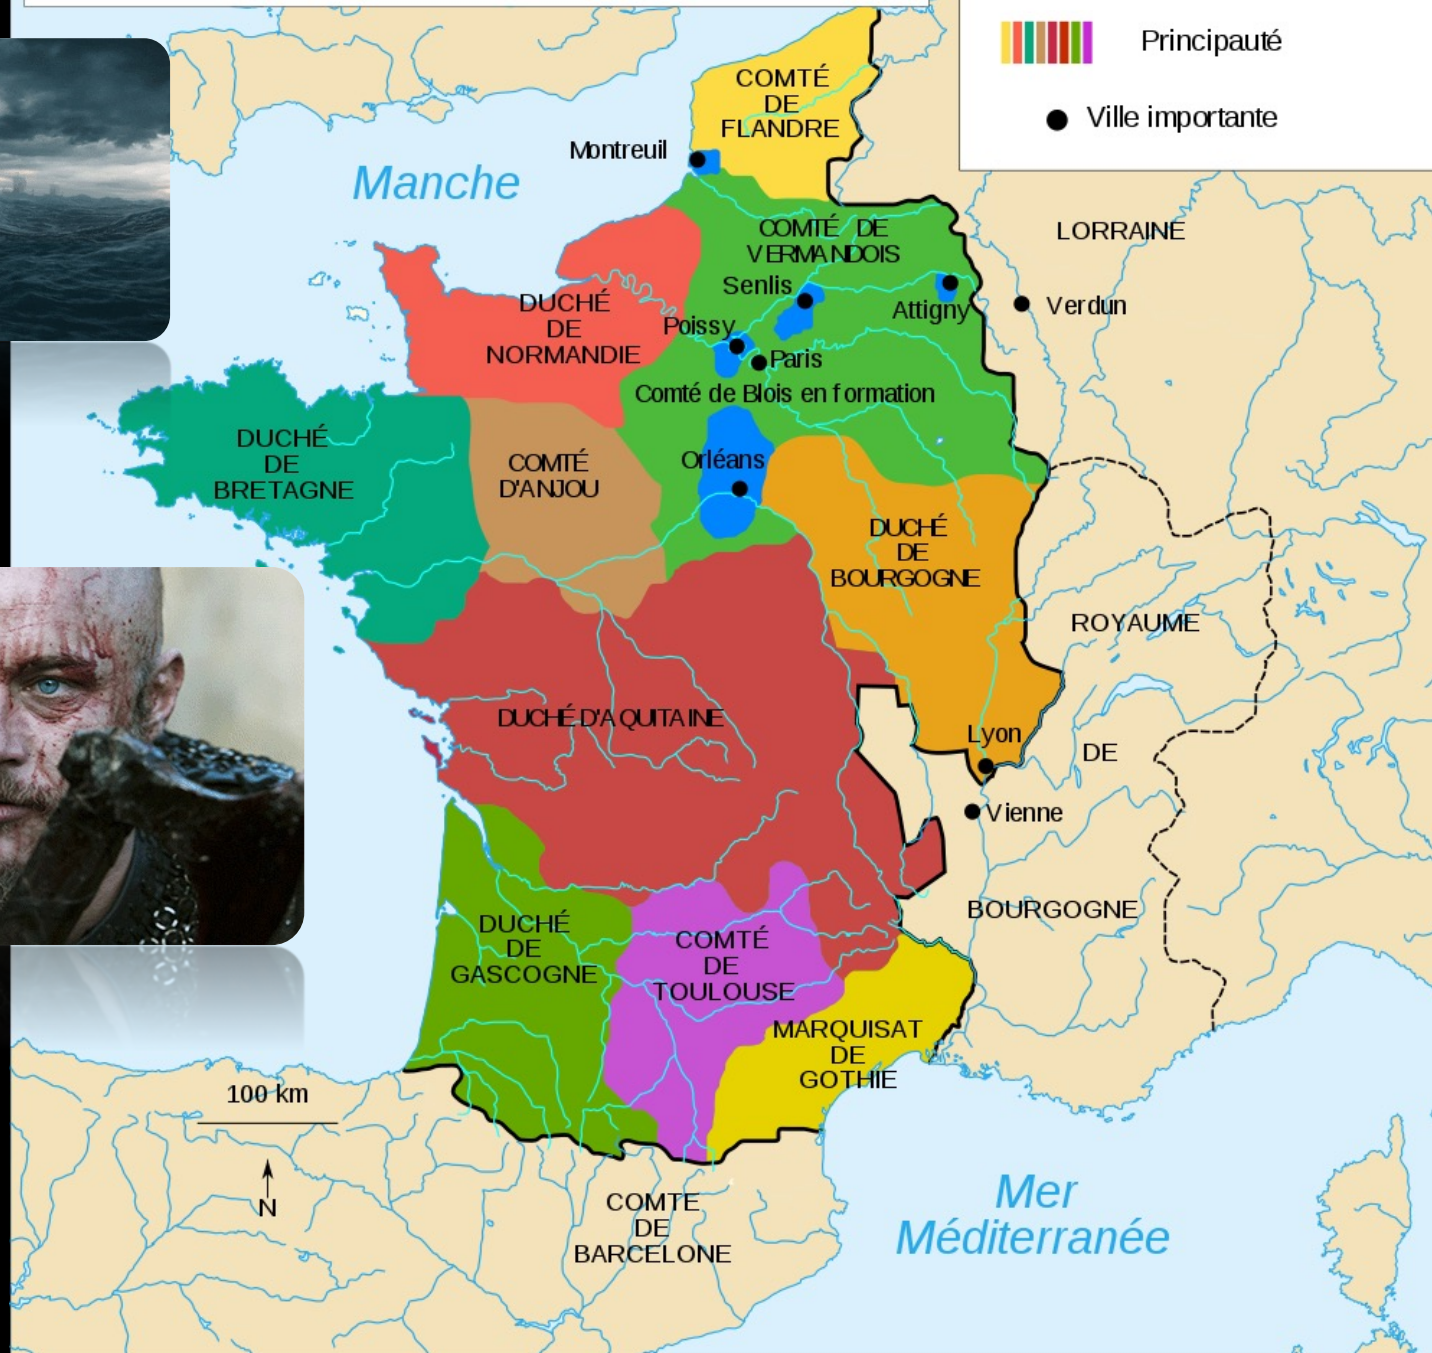 Principauté
Ville importante
COMTÉ
DE
FLANDRE
Montreuil
Manche
COMTÉ DE
VERMANDOIS
LORRAINE
Senlis
Attigny
Verdun
DUCHÉ
DE
NORMANDIE
Poissy
Paris
Comté de Blois en formation
DUCHÉ
DE
BRETAGNE
COMTÉ
D'ANJOU
Orléans
DUCHÉ
DE
BOURGOGNE
ROYAUME
DE
BOURGOGNE
DUCHÉ D'AQUITAINE
Lyon
Vienne
DUCHÉ
DE
GASCOGNE
COMTÉ
DE
TOULOUSE
MARQUISAT
DE
GOTHIE
100 km
N
COMTE
DE
BARCELONE
Mer
Méditerranée